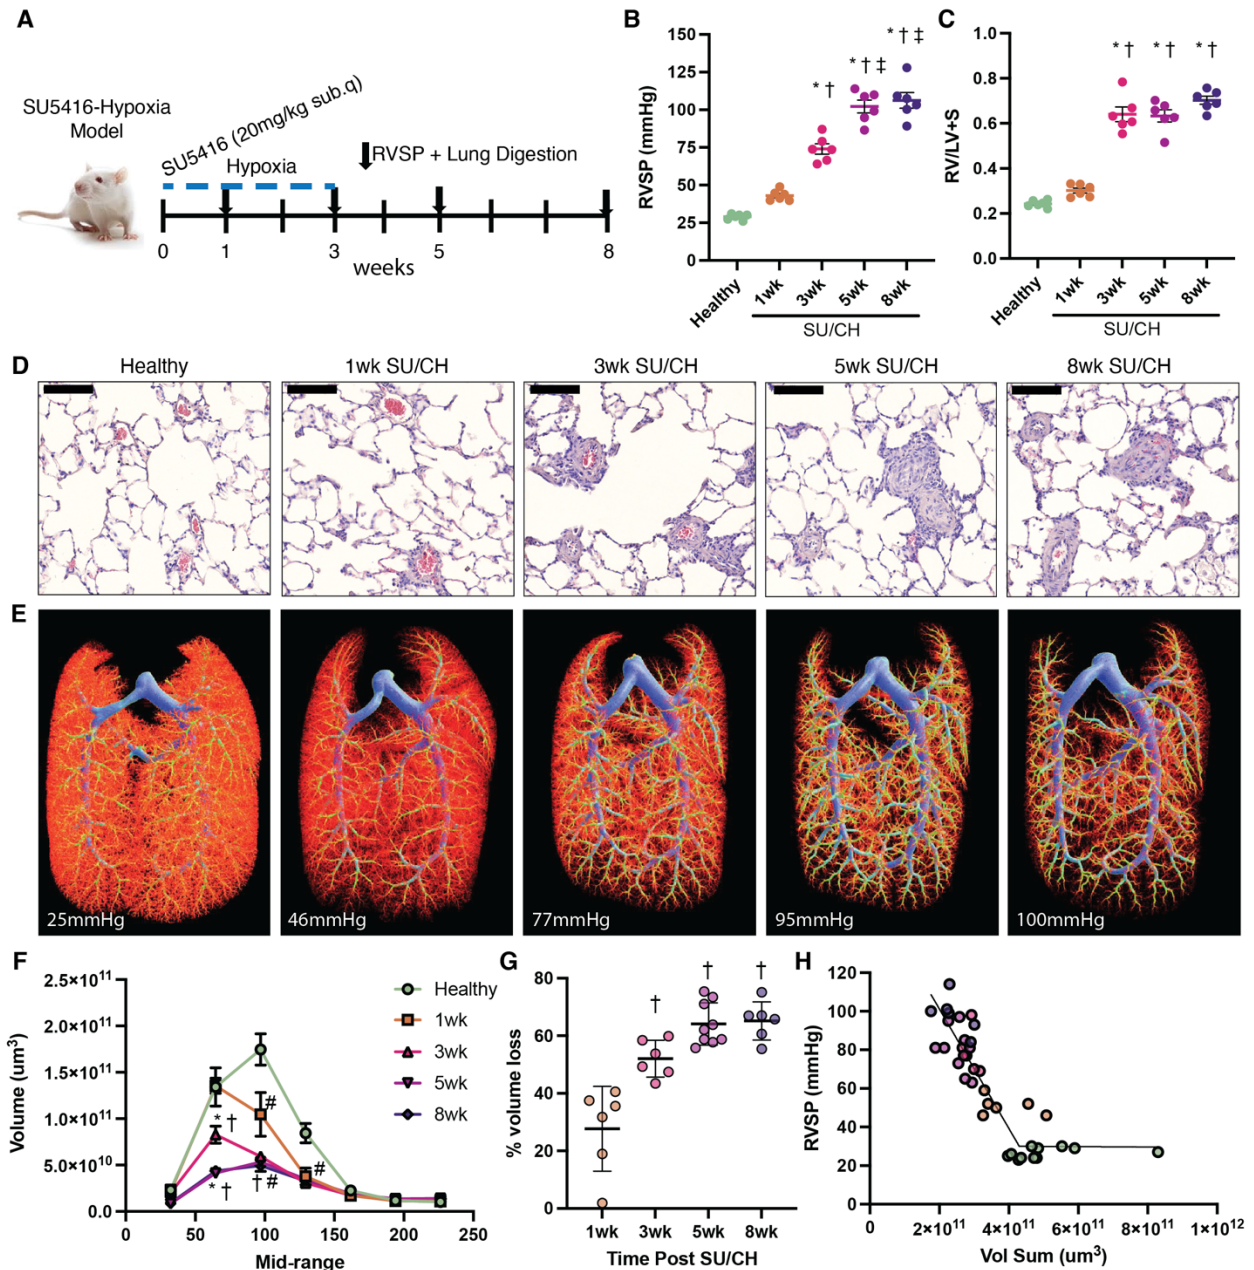 A
SU5416-Hypoxia
Model
SU5416 (20mg/kg sub.q)
Hypoxia
RVSP + Lung Digestion
0 1 3 5 8
weeks
B
RVSP (mmHg)
150
125
100
75
50
25
0
* †
* † ‡
* † ‡
Healthy 1wk 3wk 5wk 8wk
SU/CH
C
RV/LV+S
1.0
0.8
0.6
0.4
0.2
0.0
* † * † * †
Healthy 1wk 3wk 5wk 8wk
SU/CH
D
Healthy 1wk SU/CH 3wk SU/CH 5wk SU/CH 8wk SU/CH
E
25mmHg 46mmHg 77mmHg 95mmHg 100mmHg
F
Volume (um³)
2.5×10¹¹
2.0×10¹¹
1.5×10¹¹
1.0×10¹¹
5.0×10¹⁰
0.0
Healthy
1wk
3wk
5wk
8wk
#
* †
#
* † † #
0 50 100 150 200 250
Mid-range
G
% volume loss
80
60
40
20
0
† † †
1wk 3wk 5wk 8wk
Time Post SU/CH
H
RVSP (mmHg)
120
100
80
60
40
20
0
0 2×10¹¹ 4×10¹¹ 6×10¹¹ 8×10¹¹ 1×10¹²
Vol Sum (um³)